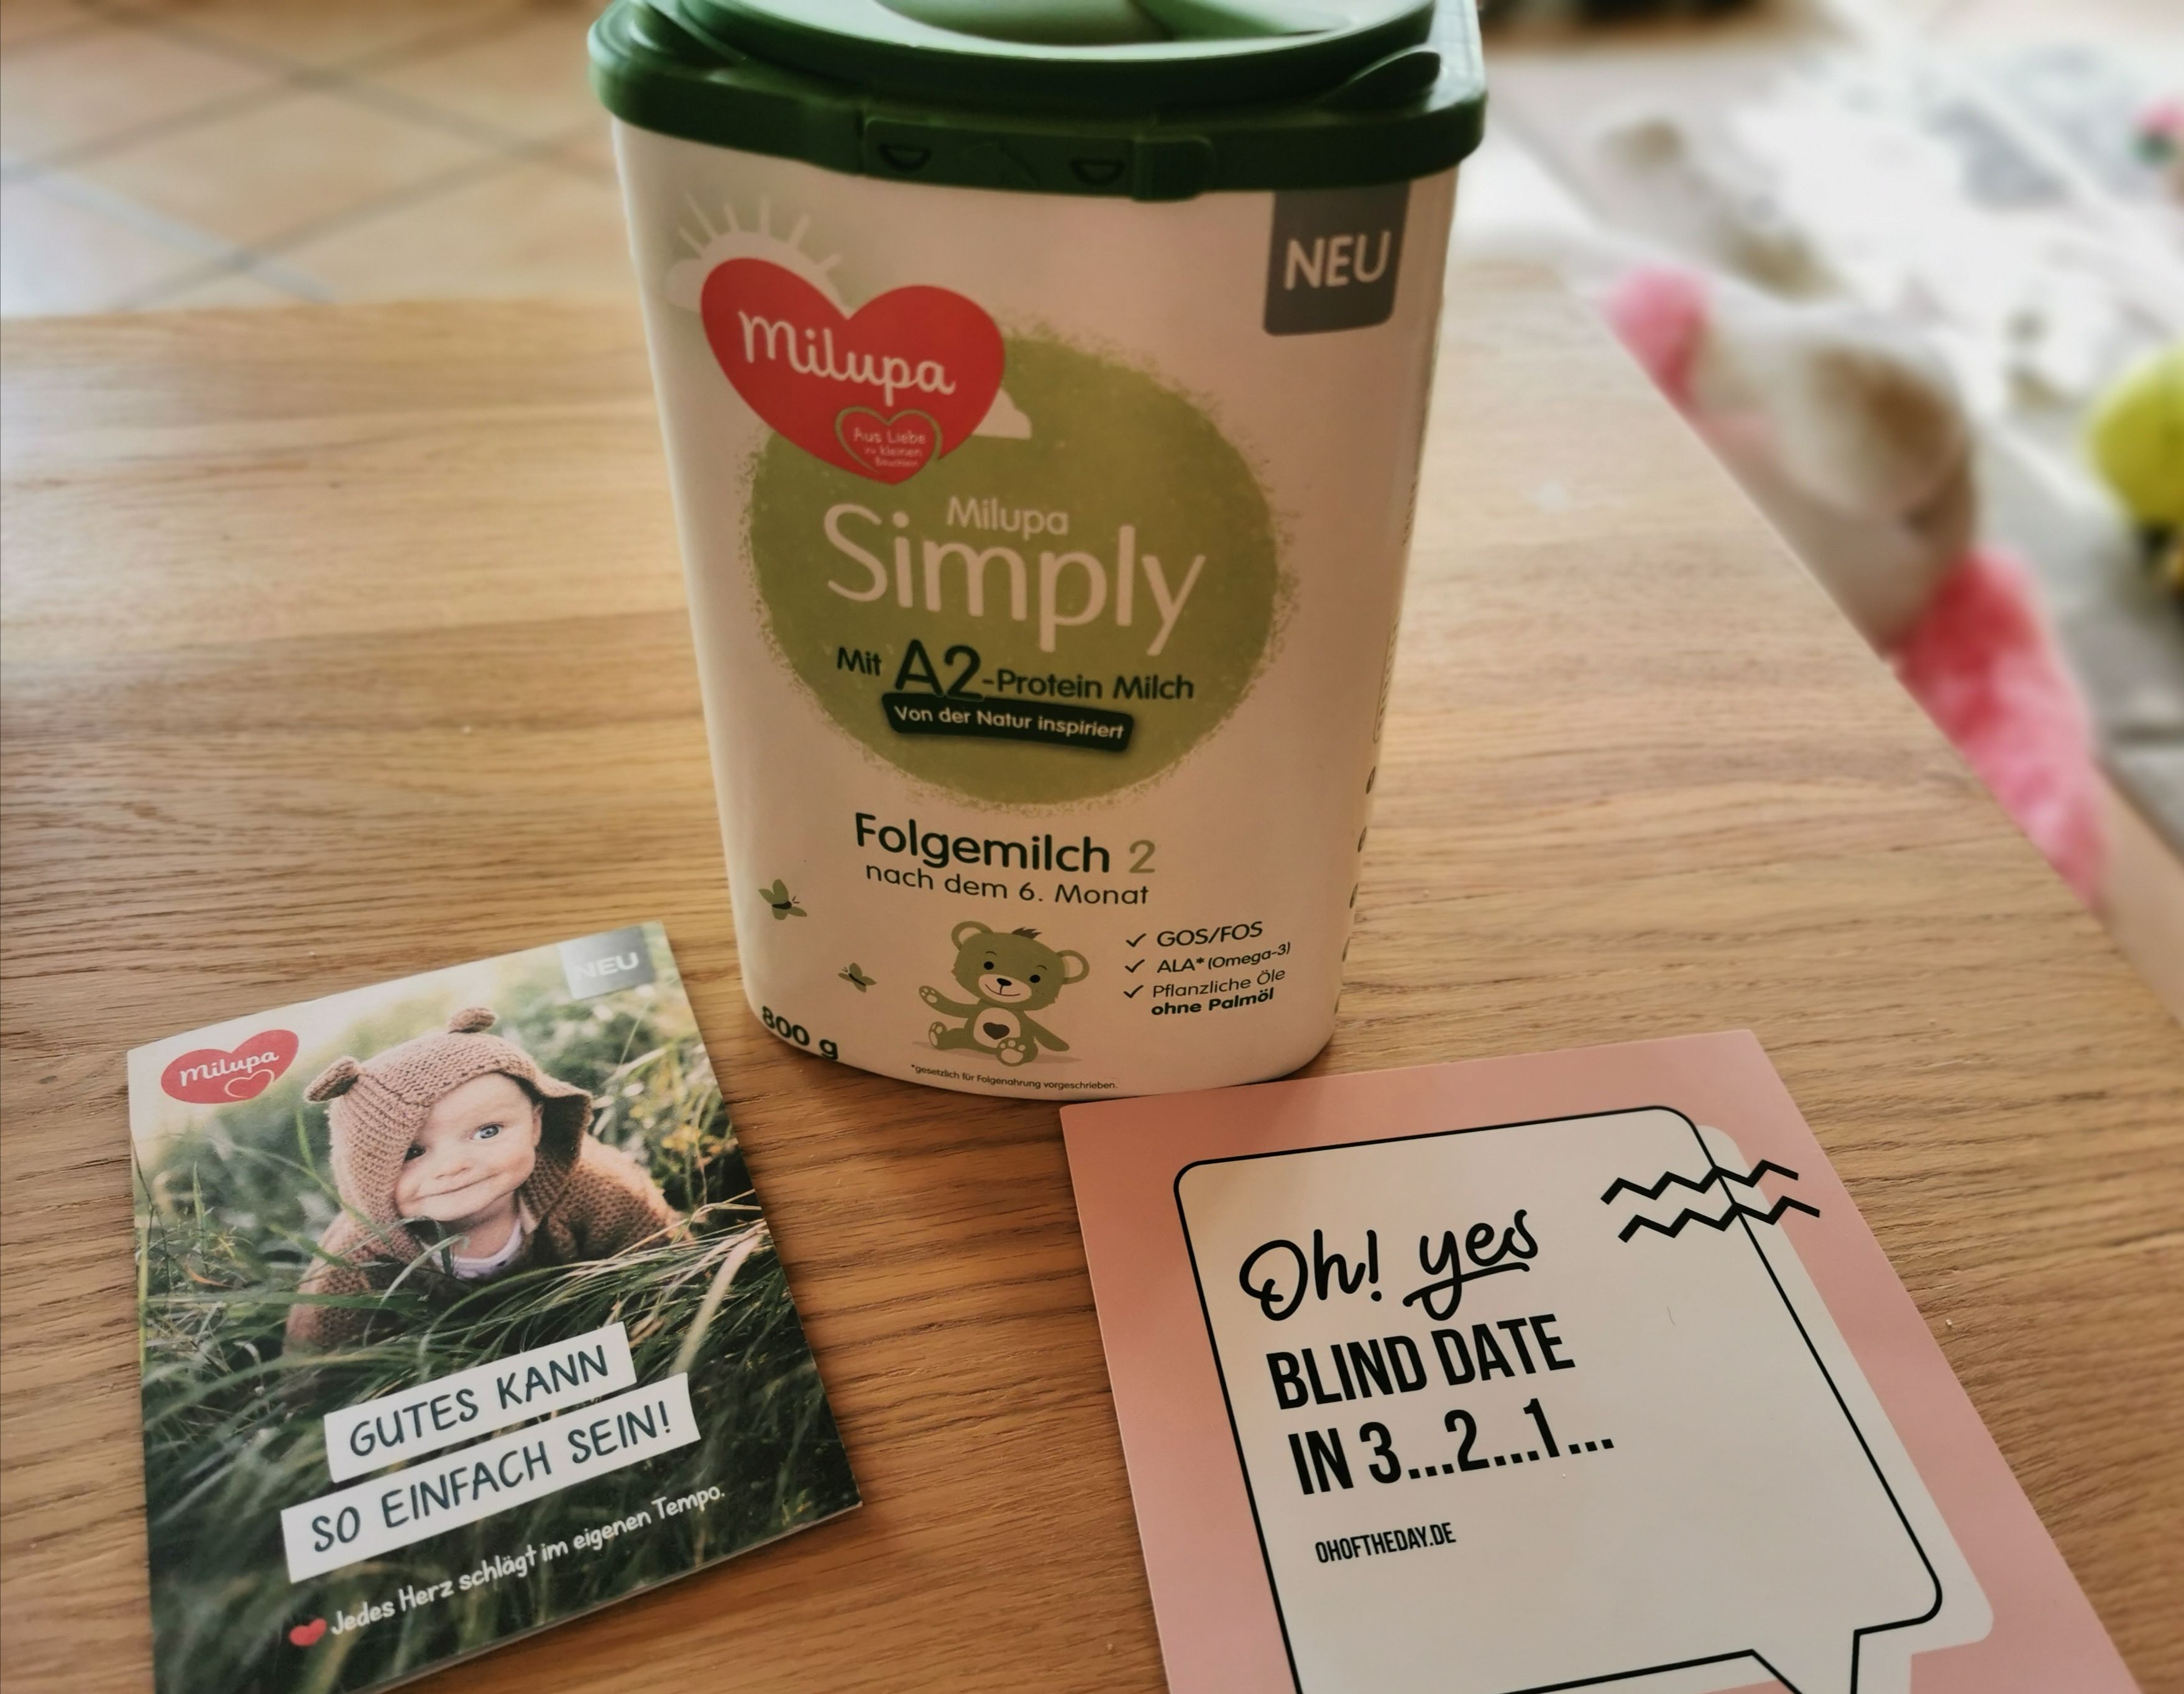 NEU
Milupa
Aus Liebe
zu kleinen
Bäuchlein
Milupa
Simply
Mit A2-Protein Milch
Von der Natur inspiriert
Folgemilch 2
nach dem 6. Monat
✓ GOS/FOS
✓ ALA* (Omega-3)
✓ Pflanzliche Öle
ohne Palmöl
800 g
*gesetzlich für Folgenahrung vorgeschrieben.
NEU
Milupa
GUTES KANN
SO EINFACH SEIN!
Jedes Herz schlägt im eigenen Tempo.
Oh! yes
BLIND DATE
IN 3...2...1...
OHOFTHEDAY.DE